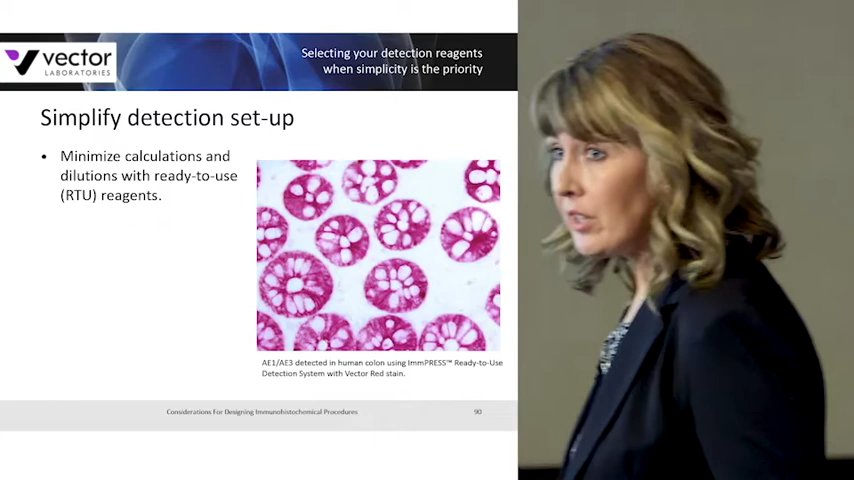 vector
LABORATORIES
Selecting your detection reagents
when simplicity is the priority
Simplify detection set-up
• Minimize calculations and
dilutions with ready-to-use
(RTU) reagents.
AE1/AE3 detected in human colon using ImmPRESS™ Ready-to-Use
Detection System with Vector Red stain.
Considerations For Designing Immunohistochemical Procedures
90